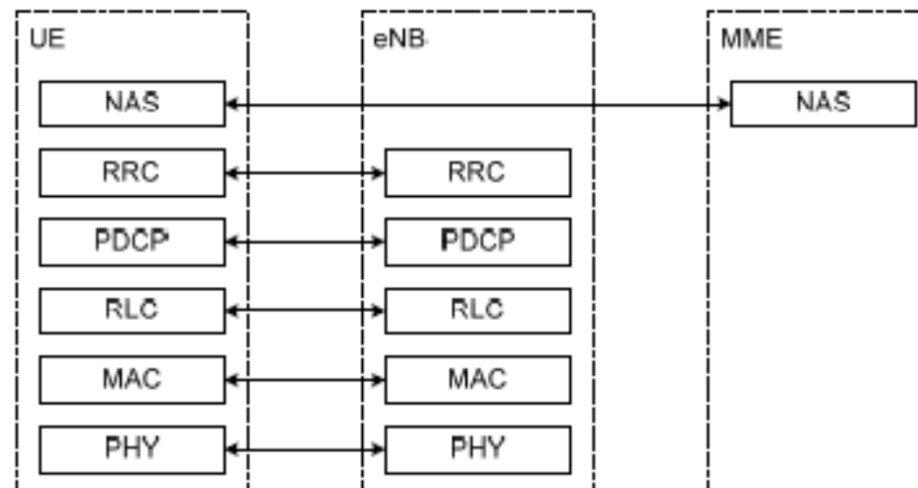 UE eNB MME
NAS NAS
RRC RRC
PDCP PDCP
RLC RLC
MAC MAC
PHY PHY